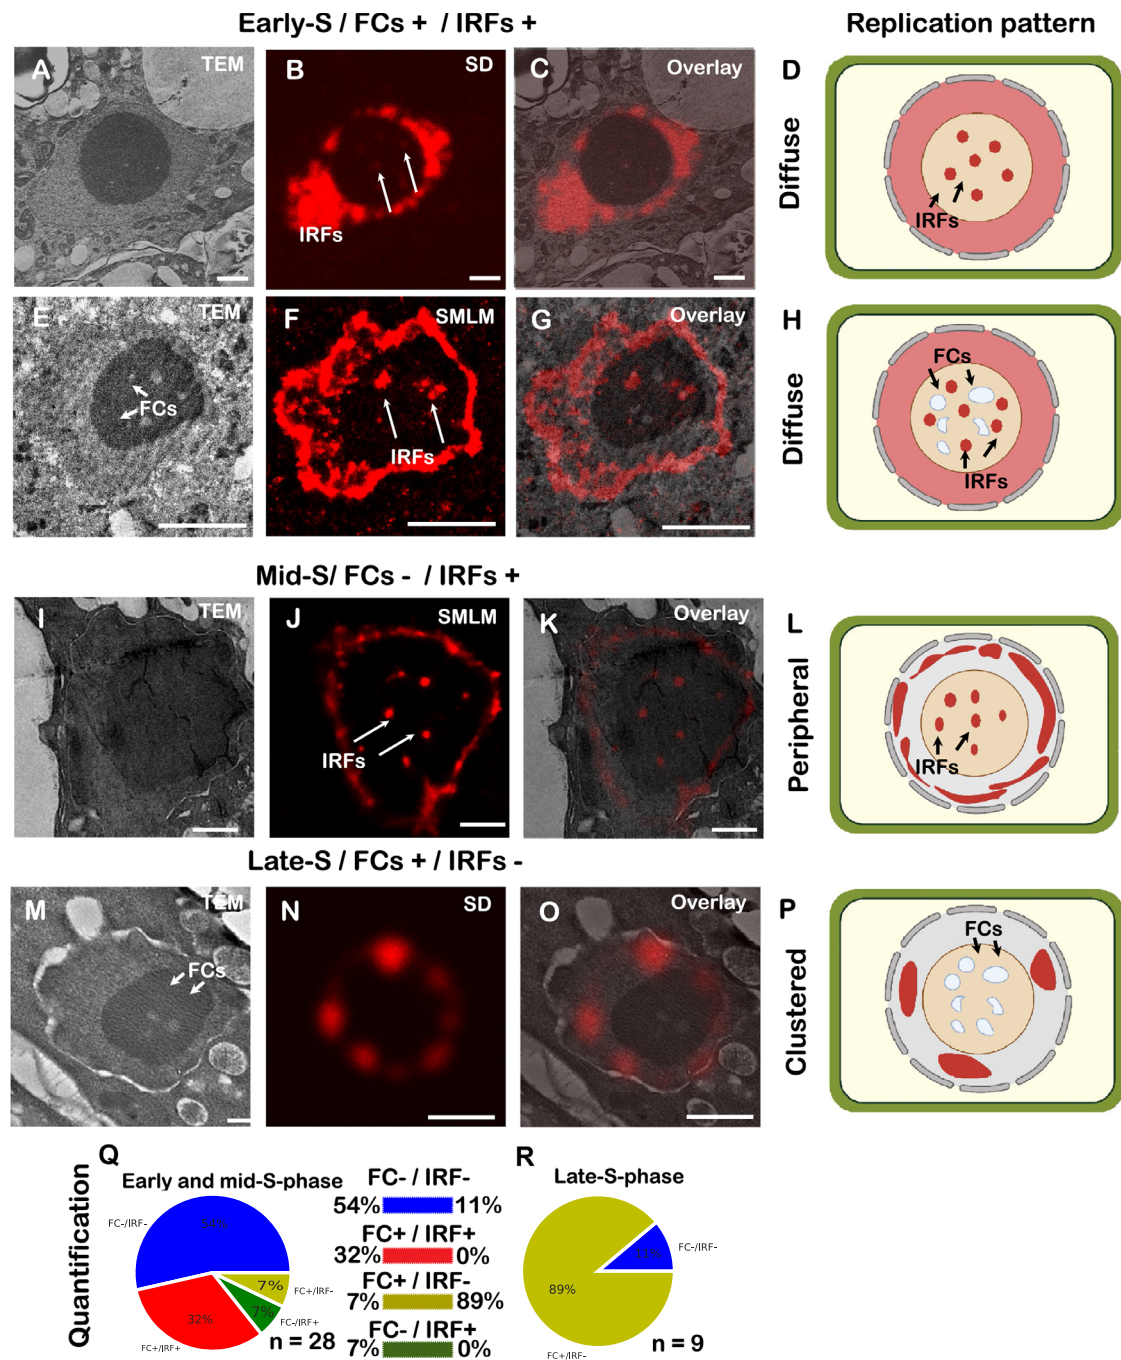 Early-S / FCs + / IRFs +
Replication pattern
A TEM
B SD
IRFs
C Overlay
D
Diffuse
IRFs
E TEM
FCs
F SMLM
IRFs
G Overlay
H
Diffuse
FCs
IRFs
Mid-S/ FCs - / IRFs +
I TEM
J SMLM
IRFs
K Overlay
L
Peripheral
IRFs
Late-S / FCs + / IRFs -
M TEM
FCs
N SD
O Overlay
P
Clustered
FCs
Quantification
Q
Early and mid-S-phase
FC-/IRF-
54%
7%
FC+/IRF-
7%
FC-/IRF+
32%
FC+/IRF+
n = 28
FC- / IRF-
54% 11%
FC+ / IRF+
32% 0%
FC+ / IRF-
7% 89%
FC- / IRF+
7% 0%
R
Late-S-phase
11%
FC-/IRF-
89%
FC+/IRF-
n = 9